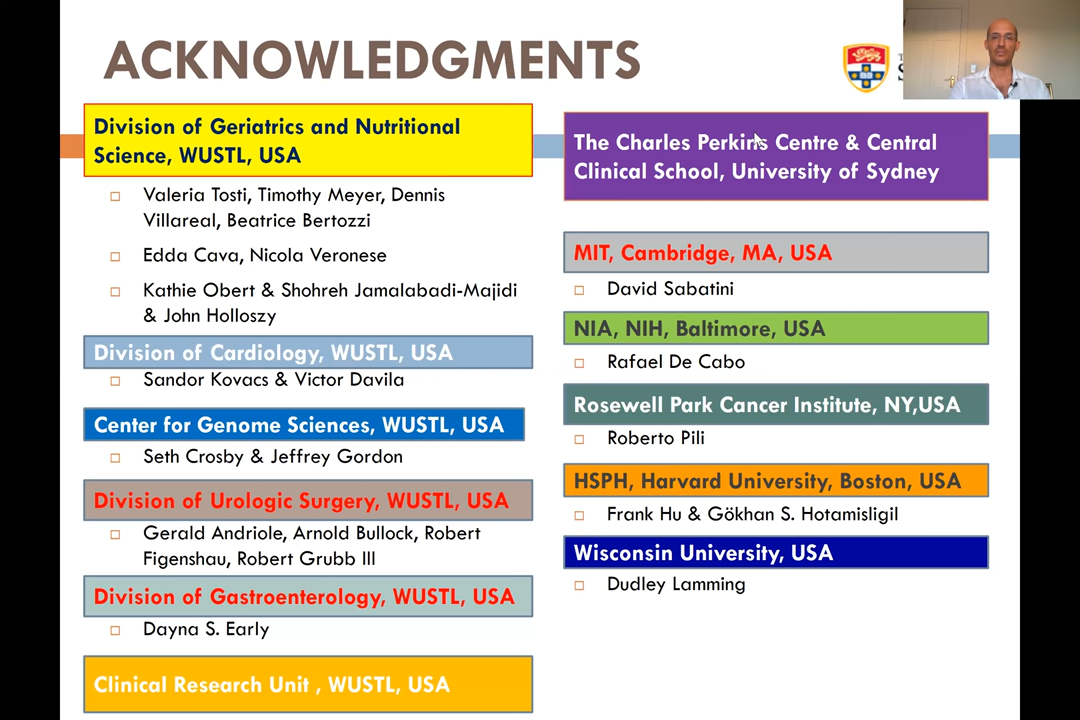 ACKNOWLEDGMENTS
Division of Geriatrics and Nutritional
Science, WUSTL, USA
Valeria Tosti, Timothy Meyer, Dennis
Villareal, Beatrice Bertozzi
Edda Cava, Nicola Veronese
Kathie Obert & Shohreh Jamalabadi-Majidi
& John Holloszy
Division of Cardiology, WUSTL, USA
Sandor Kovacs & Victor Davila
Center for Genome Sciences, WUSTL, USA
Seth Crosby & Jeffrey Gordon
Division of Urologic Surgery, WUSTL, USA
Gerald Andriole, Arnold Bullock, Robert
Figenshau, Robert Grubb III
Division of Gastroenterology, WUSTL, USA
Dayna S. Early
Clinical Research Unit , WUSTL, USA
The Charles Perkins Centre & Central
Clinical School, University of Sydney
MIT, Cambridge, MA, USA
David Sabatini
NIA, NIH, Baltimore, USA
Rafael De Cabo
Rosewell Park Cancer Institute, NY,USA
Roberto Pili
HSPH, Harvard University, Boston, USA
Frank Hu & Gökhan S. Hotamisligil
Wisconsin University, USA
Dudley Lamming